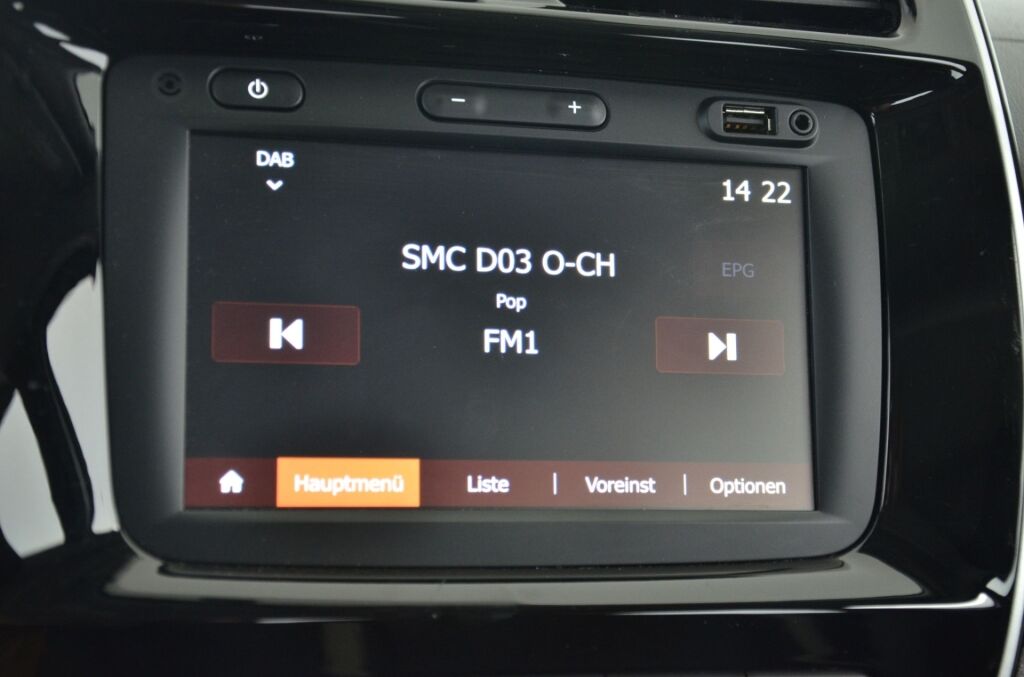 - +
DAB
14 22
SMC D03 O-CH
EPG
Pop
FM1
Hauptmenü Liste | Voreinst | Optionen